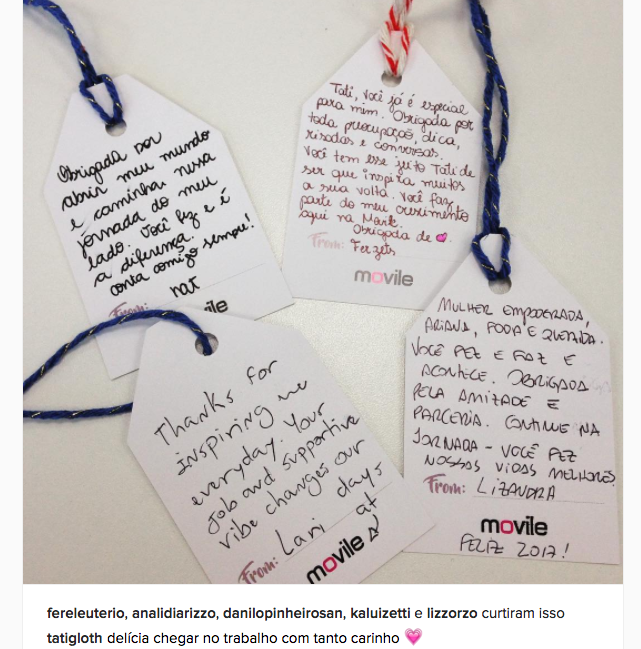 Obrigada por
abrir meu mundo
e caminhar nessa
jornada do meu
lado. Você fez e é
a diferença.
conta comigo sempre!
From: nat
movile
Tati, você já é especial
para mim. Obrigada por
toda preocupação, dica,
risadas e conversas.
Você tem esse jeito Tati de
ser que inspira muitos
a sua volta. Você faz
parte do meu crescimento
aqui na Movile.
Obrigada de 💕.
From: Ferzets
movile
Thanks for
inspiring me
everyday. Your
job and supportive
vibe changes our
days
From: Lari at
movile
MULHER EMPODERADA,
ARIANA, FODA E QUERIDA.
VOCÊ FEZ E FAZ E
ACONTECE. OBRIGADA
PELA AMIZADE E
PARCERIA. CONTINUE NA
JORNADA - VOCÊ FEZ
NOSSAS VIDAS MELHORES.
From: LIZANDRA
movile
FELIZ 2017!
fereleuterio, analidiarizzo, danilopinheirosan, kaluizetti e lizzorzo curtiram isso
tatigloth delícia chegar no trabalho com tanto carinho 💗